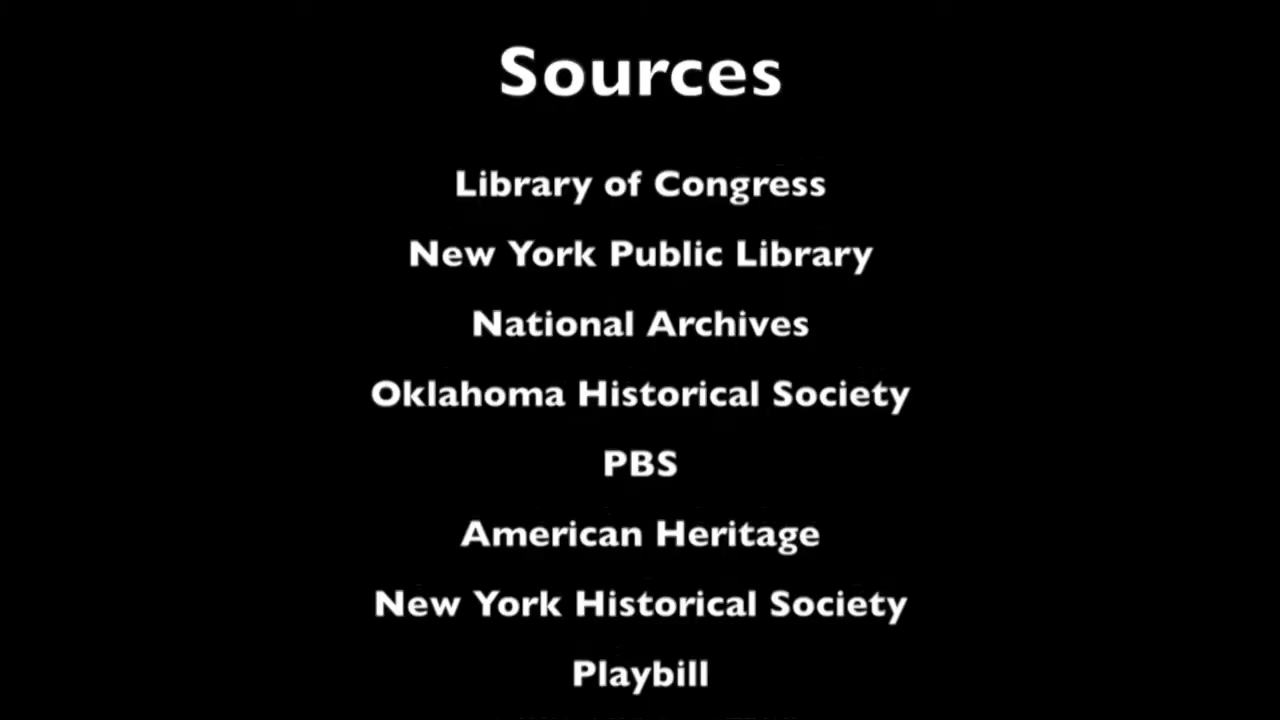 Sources
Library of Congress
New York Public Library
National Archives
Oklahoma Historical Society
PBS
American Heritage
New York Historical Society
Playbill